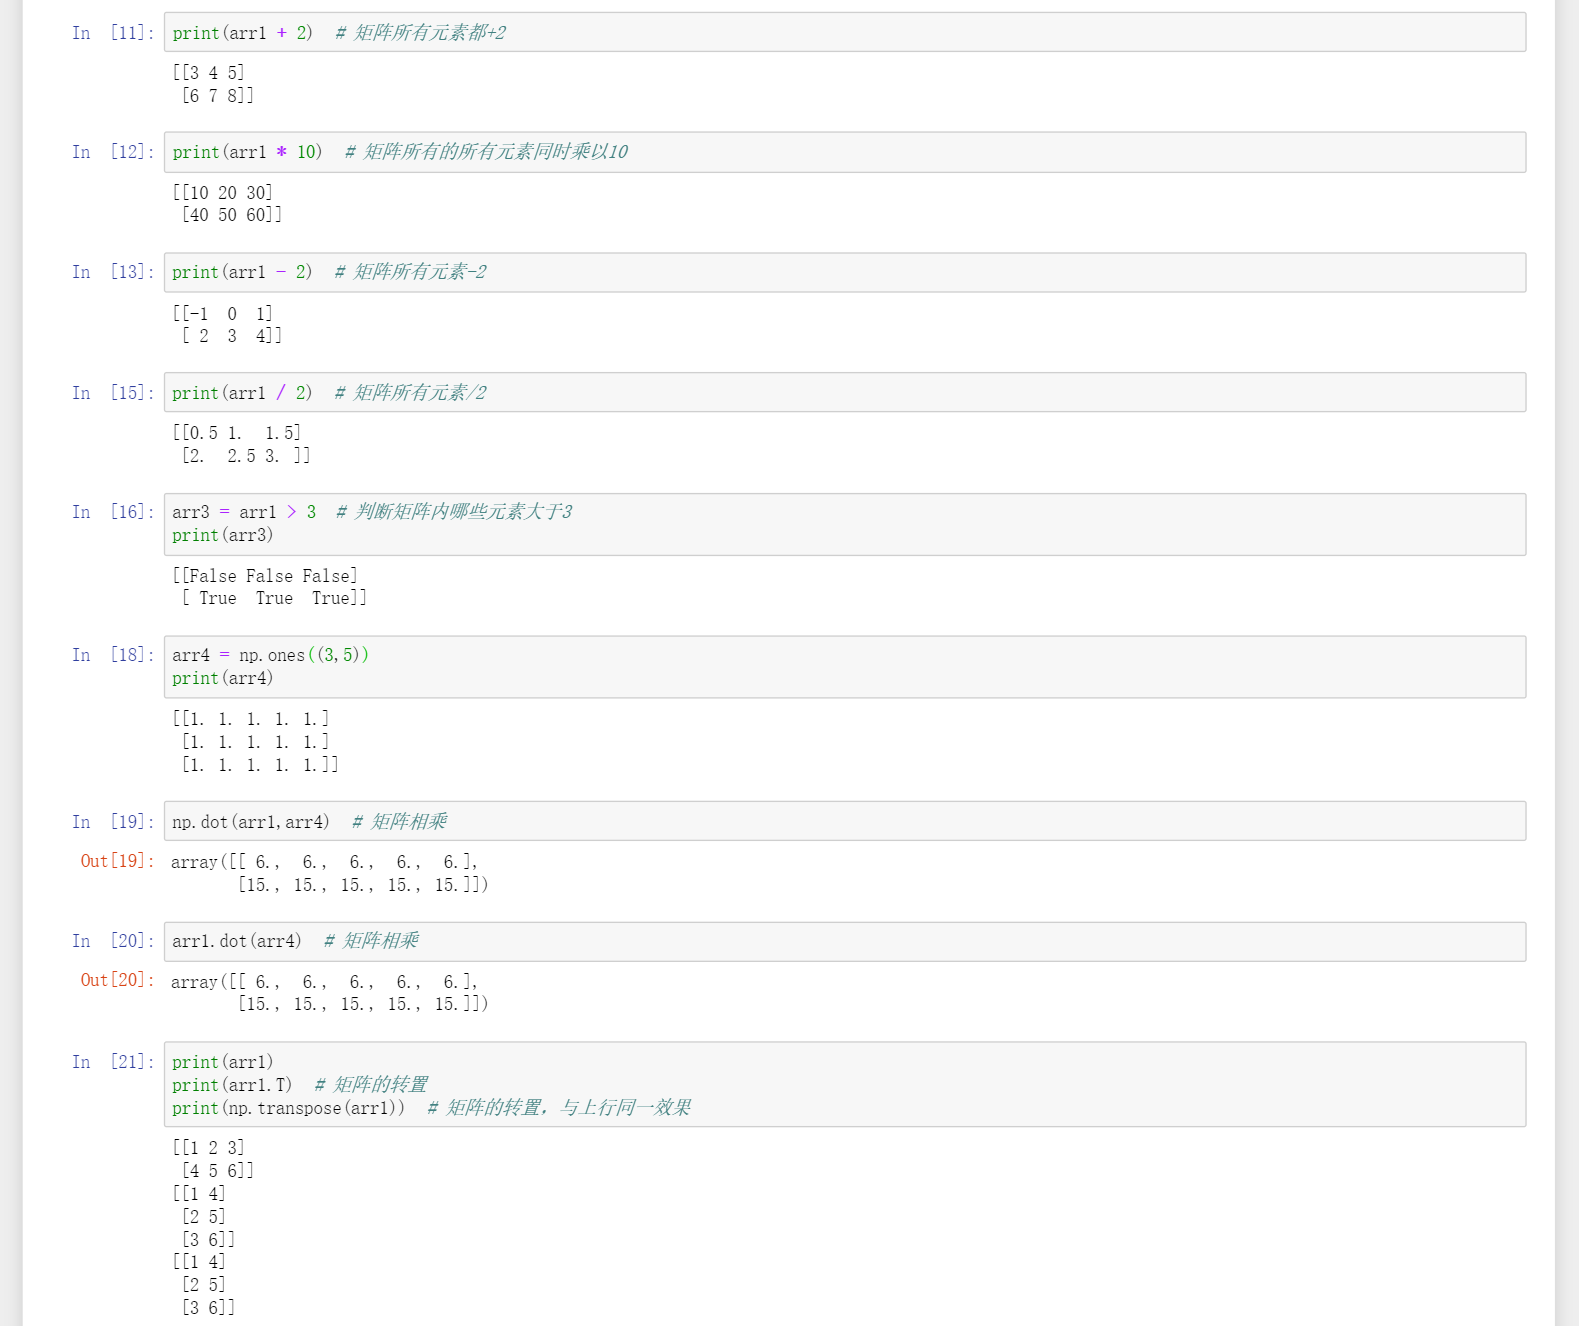 In [11]: print(arr1 + 2)  # 矩阵所有元素都+2
[[3 4 5]
 [6 7 8]]
In [12]: print(arr1 * 10)  # 矩阵所有的所有元素同时乘以10
[[10 20 30]
 [40 50 60]]
In [13]: print(arr1 - 2)  # 矩阵所有元素-2
[[-1  0  1]
 [ 2  3  4]]
In [15]: print(arr1 / 2)  # 矩阵所有元素/2
[[0.5 1.  1.5]
 [2.  2.5 3. ]]
In [16]: arr3 = arr1 > 3  # 判断矩阵内哪些元素大于3
print(arr3)
[[False False False]
 [ True  True  True]]
In [18]: arr4 = np.ones((3,5))
print(arr4)
[[1. 1. 1. 1. 1.]
 [1. 1. 1. 1. 1.]
 [1. 1. 1. 1. 1.]]
In [19]: np.dot(arr1,arr4)  # 矩阵相乘
Out[19]: array([[ 6.,  6.,  6.,  6.,  6.],
       [15., 15., 15., 15., 15.]])
In [20]: arr1.dot(arr4)  # 矩阵相乘
Out[20]: array([[ 6.,  6.,  6.,  6.,  6.],
       [15., 15., 15., 15., 15.]])
In [21]: print(arr1)
print(arr1.T)  # 矩阵的转置
print(np.transpose(arr1))  # 矩阵的转置，与上行同一效果
[[1 2 3]
 [4 5 6]]
[[1 4]
 [2 5]
 [3 6]]
[[1 4]
 [2 5]
 [3 6]]